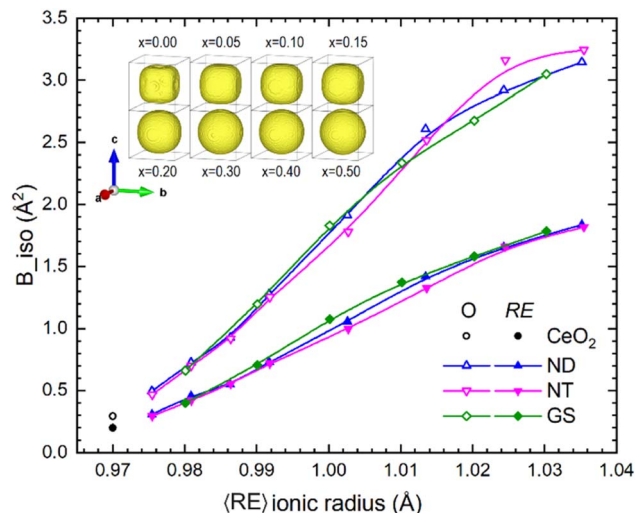 x=0.00 x=0.05 x=0.10 x=0.15
c
a
b
x=0.20 x=0.30 x=0.40 x=0.50
B_iso (Å²)
3.5
3.0
2.5
2.0
1.5
1.0
0.5
0.0
O RE
CeO₂
ND
NT
GS
0.97 0.98 0.99 1.00 1.01 1.02 1.03 1.04
⟨RE⟩ ionic radius (Å)